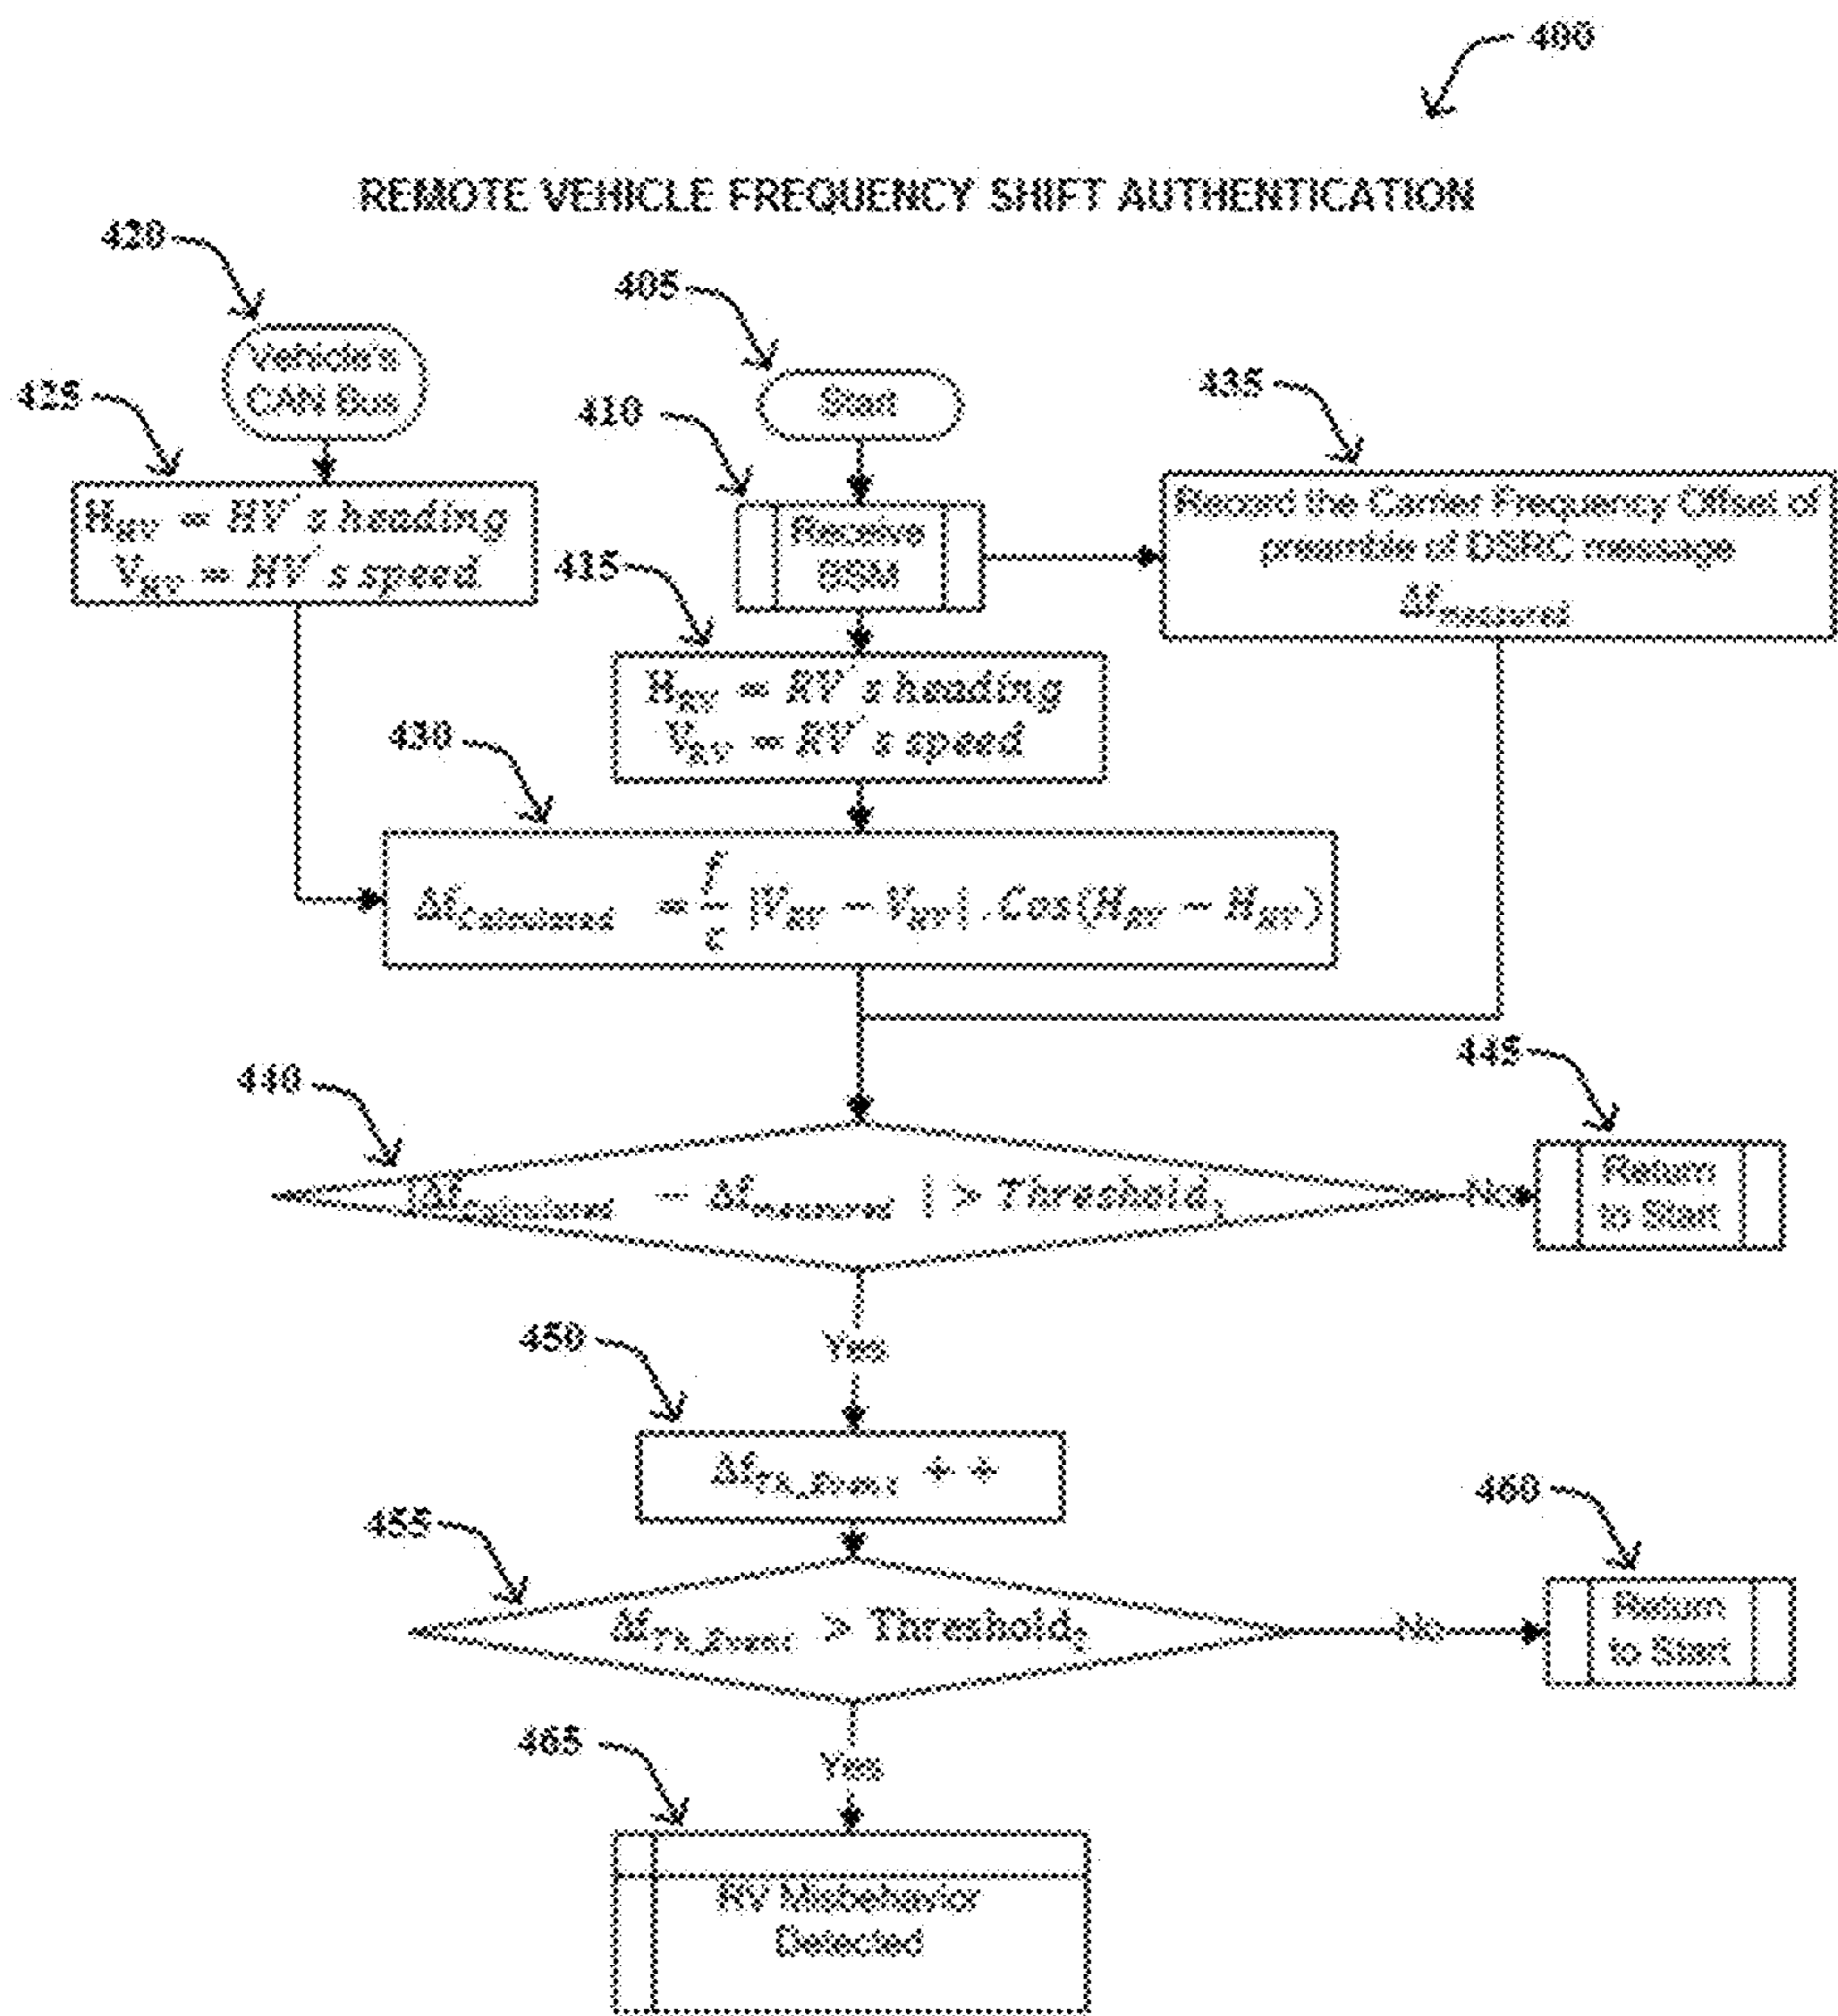 400
REMOTE VEHICLE FREQUENCY SHIFT AUTHENTICATION
420
405
Vehicle's
CAN Bus
425
Start
435
410
H_HV = HV's heading
V_HV = HV's speed
Receive
BSM
Record the Carrier Frequency Offset of
preamble of DSRC message
Δf_measured
415
H_RV = RV's heading
V_RV = RV's speed
430
Δf_Calculated = f/c |V_RV − V_HV| . Cos(H_RV − H_HV)
445
440
|Δf_calculated − Δf_measured| > Threshold_1
No
Return
to Start
450
Yes
Δf_TX_Event + +
460
455
Δf_TX_Event > Threshold_2
No
Return
to Start
465
Yes
RV Misbehavior
Detected